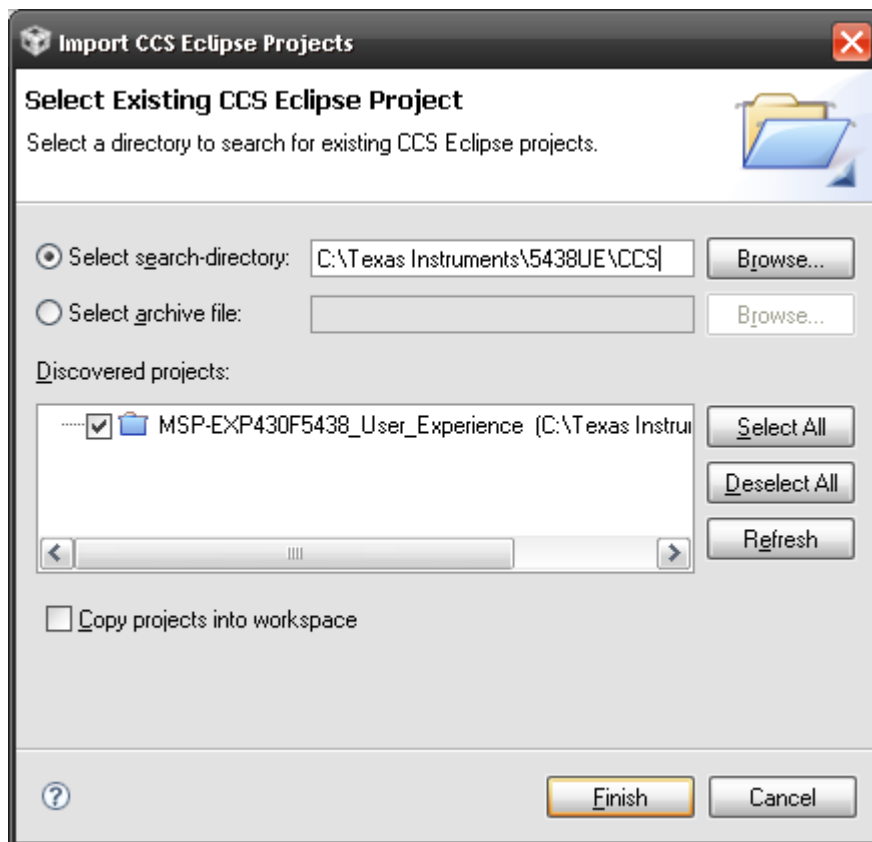 Import CCS Eclipse Projects
Select Existing CCS Eclipse Project
Select a directory to search for existing CCS Eclipse projects.
Select search-directory: C:\Texas Instruments\5438UE\CCS Browse...
Select archive file: Browse...
Discovered projects:
MSP-EXP430F5438_User_Experience (C:\Texas Instrur Select All
Deselect All
Refresh
Copy projects into workspace
? Finish Cancel